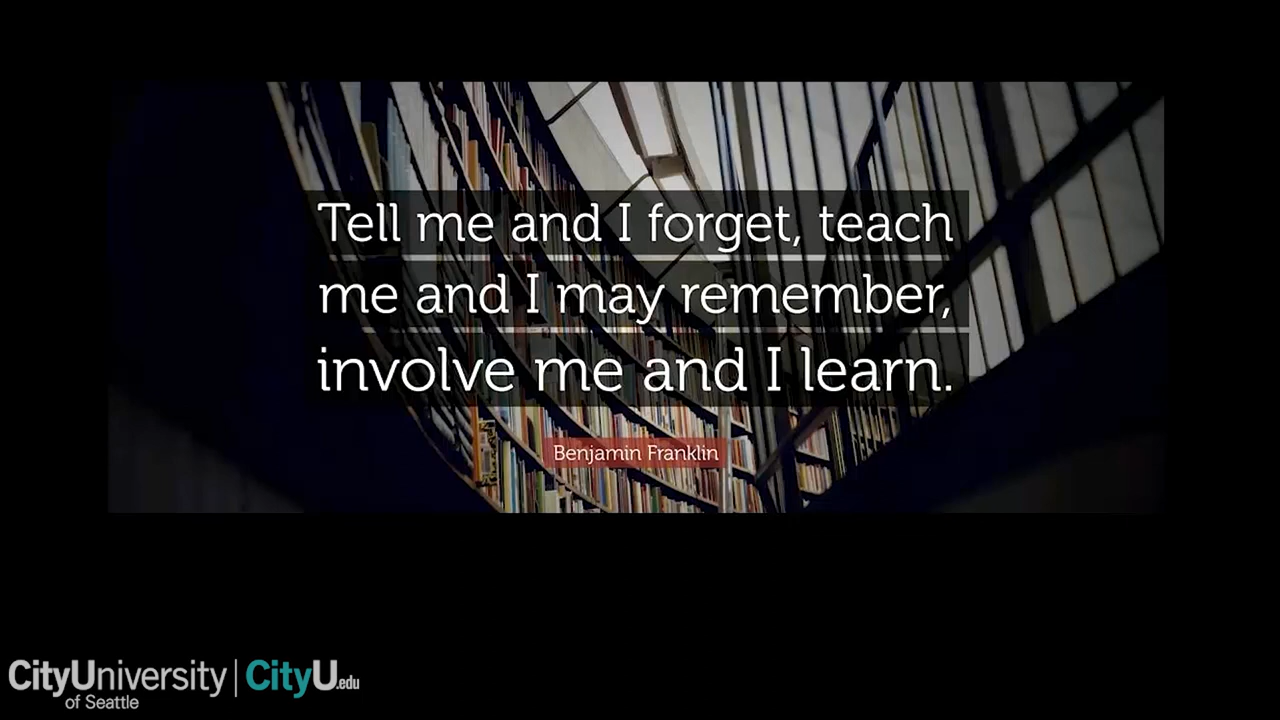 Tell me and I forget, teach
me and I may remember,
involve me and I learn.
Benjamin Franklin
CityUniversity | CityU.edu
of Seattle